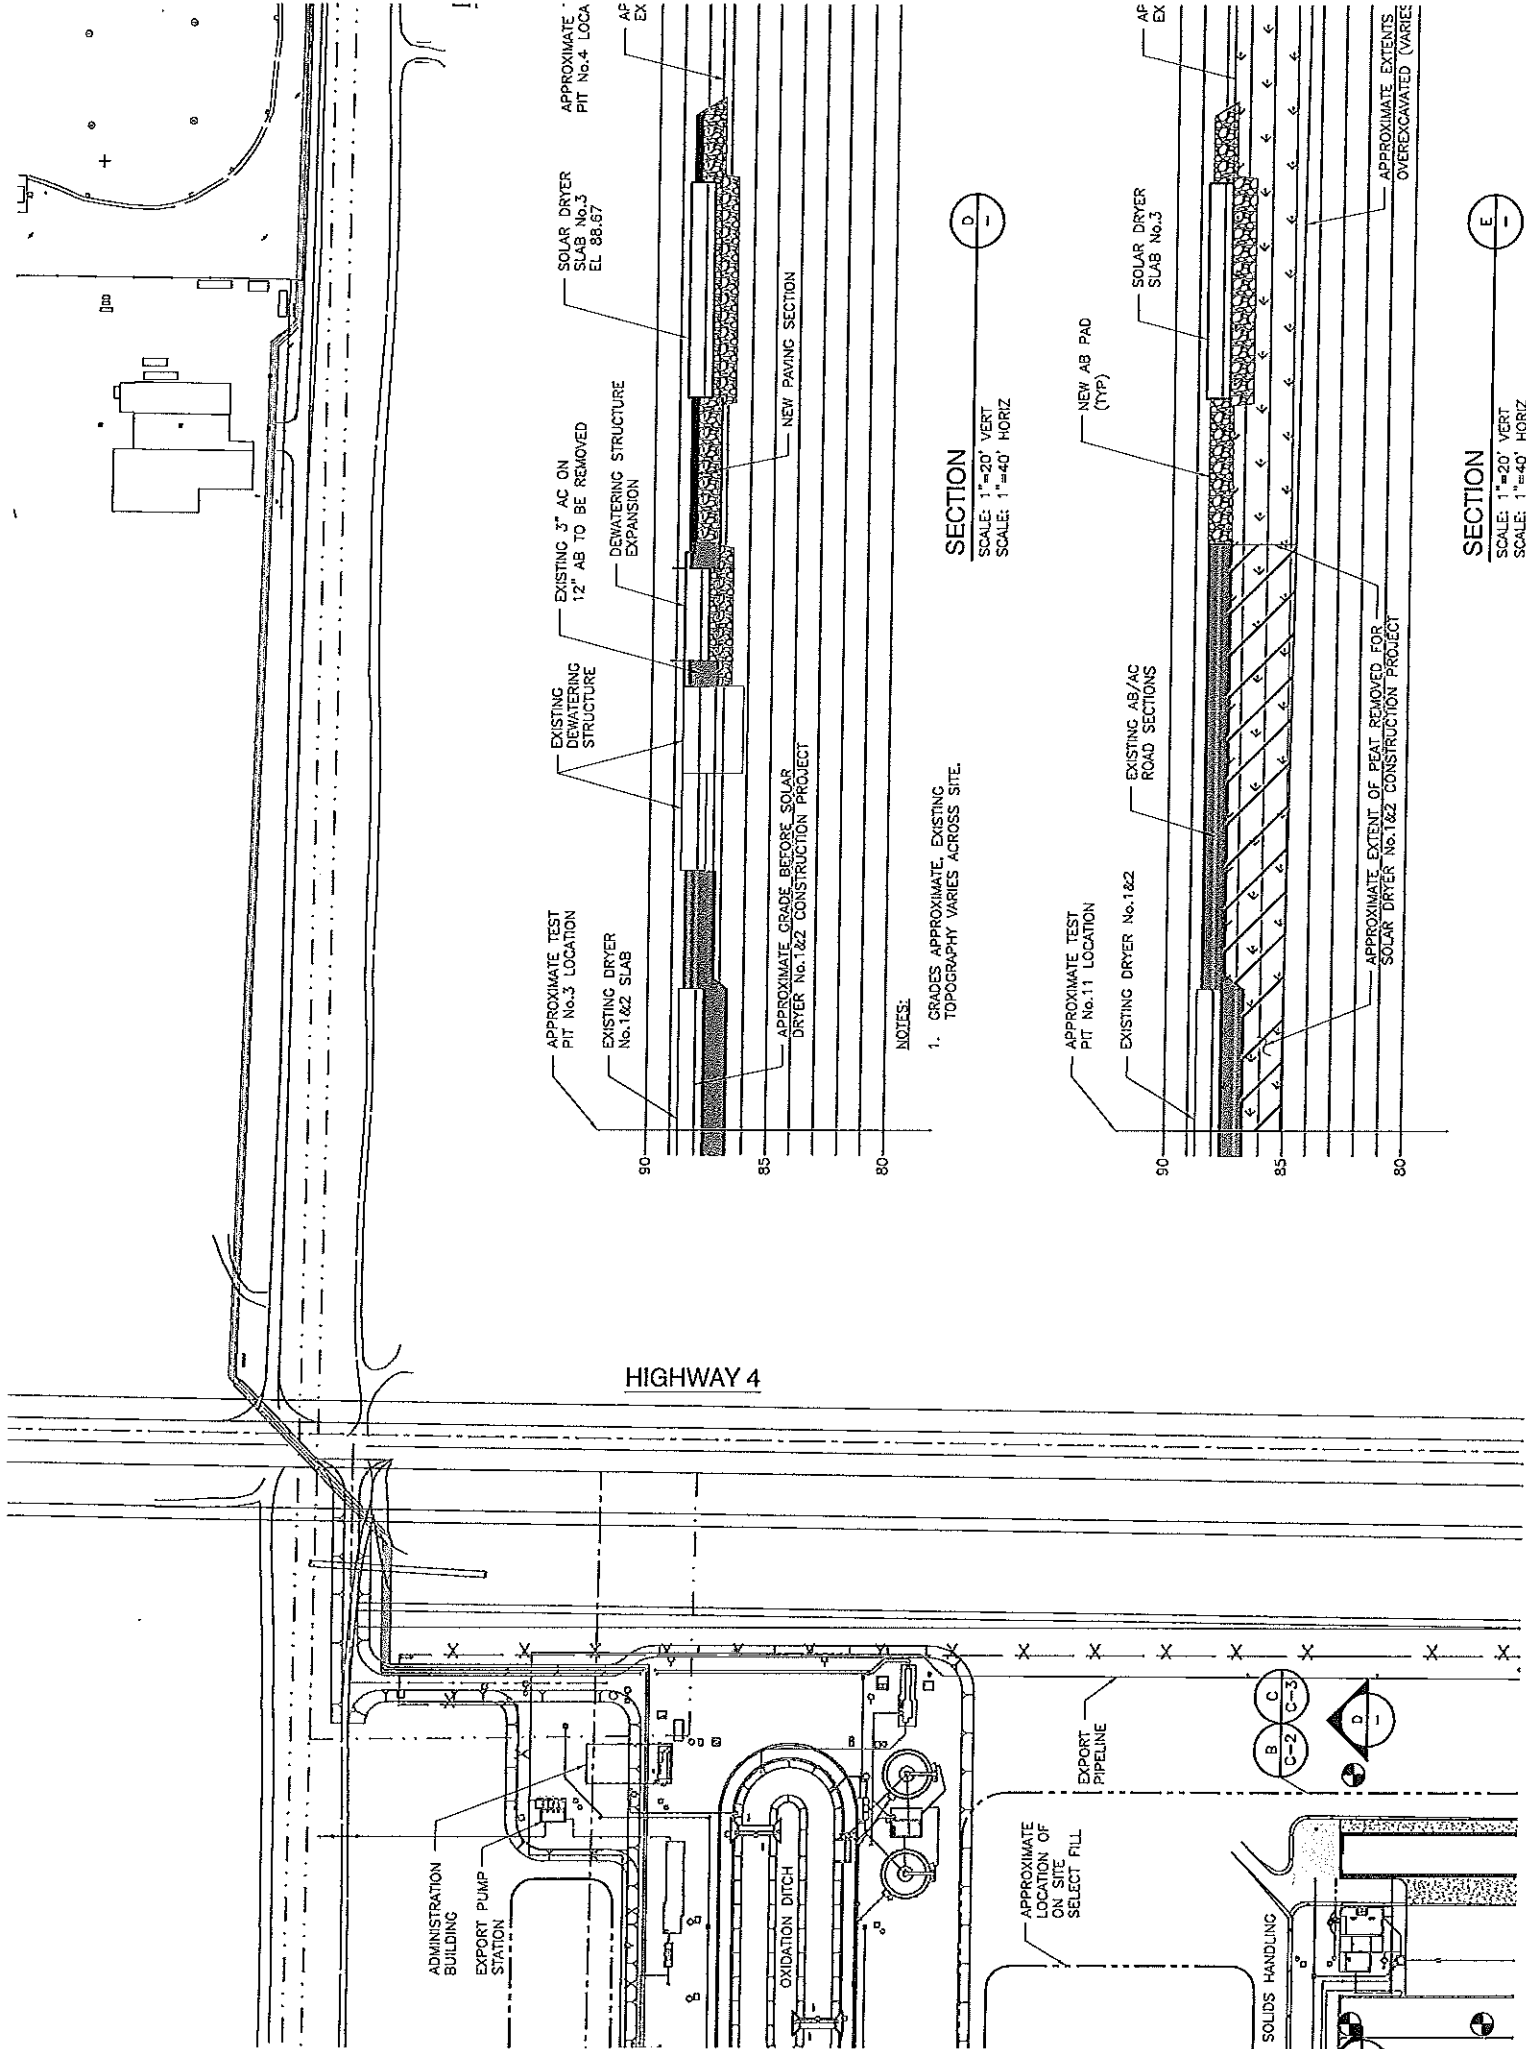 APPROXIMATE
PIT No.4 LOCA
AP
EX
SOLAR DRYER
SLAB No.3
EL 88.67
EXISTING 3" AC ON
12" AB TO BE REMOVED
DEWATERING STRUCTURE
EXPANSION
EXISTING
DEWATERING
STRUCTURE
APPROXIMATE TEST
PIT No.3 LOCATION
EXISTING DRYER
No.1&2 SLAB
90
85
80
NEW PAVING SECTION
APPROXIMATE GRADE BEFORE SOLAR
DRYER No.1&2 CONSTRUCTION PROJECT
NOTES:
1. GRADES APPROXIMATE, EXISTING
TOPOGRAPHY VARIES ACROSS SITE.
SECTION
SCALE: 1"=20' VERT
SCALE: 1"=40' HORIZ
D
–
AP
EX
SOLAR DRYER
SLAB No.3
NEW AB PAD
(TYP)
EXISTING AB/AC
ROAD SECTIONS
APPROXIMATE TEST
PIT No.11 LOCATION
EXISTING DRYER No.1&2
90
85
80
APPROXIMATE EXTENTS
OVEREXCAVATED (VARIES
APPROXIMATE EXTENT OF PEAT REMOVED FOR
SOLAR DRYER No.1&2 CONSTRUCTION PROJECT
SECTION
SCALE: 1"=20' VERT
SCALE: 1"=40' HORIZ
E
–
HIGHWAY 4
ADMINISTRATION
BUILDING
EXPORT PUMP
STATION
OXIDATION DITCH
EXPORT
PIPELINE
APPROXIMATE
LOCATION OF
ON SITE
SELECT FILL
SOLIDS HANDLING
B
C-2
C
C-3
D
–